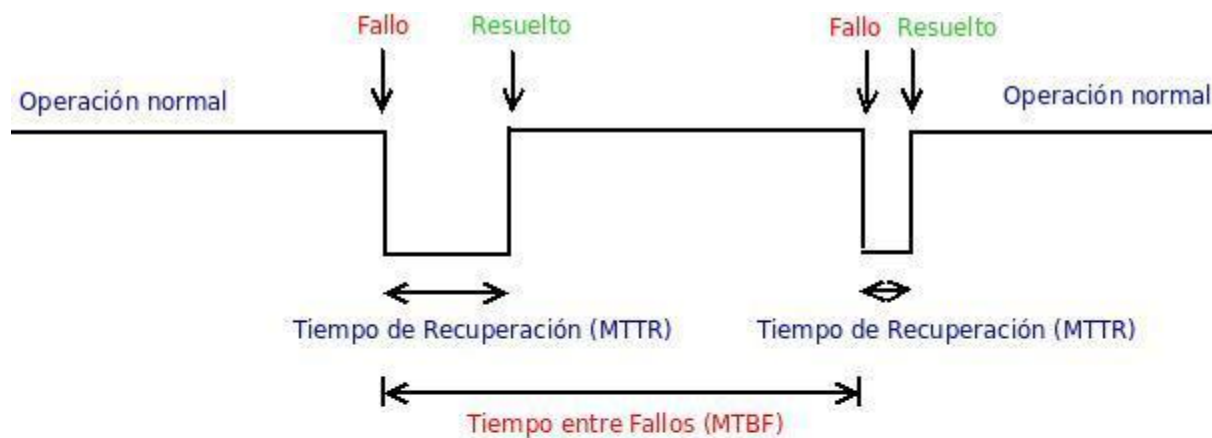 Fallo
Resuelto
Fallo
Resuelto
Operación normal
Operación normal
Tiempo de Recuperación (MTTR)
Tiempo de Recuperación (MTTR)
Tiempo entre Fallos (MTBF)